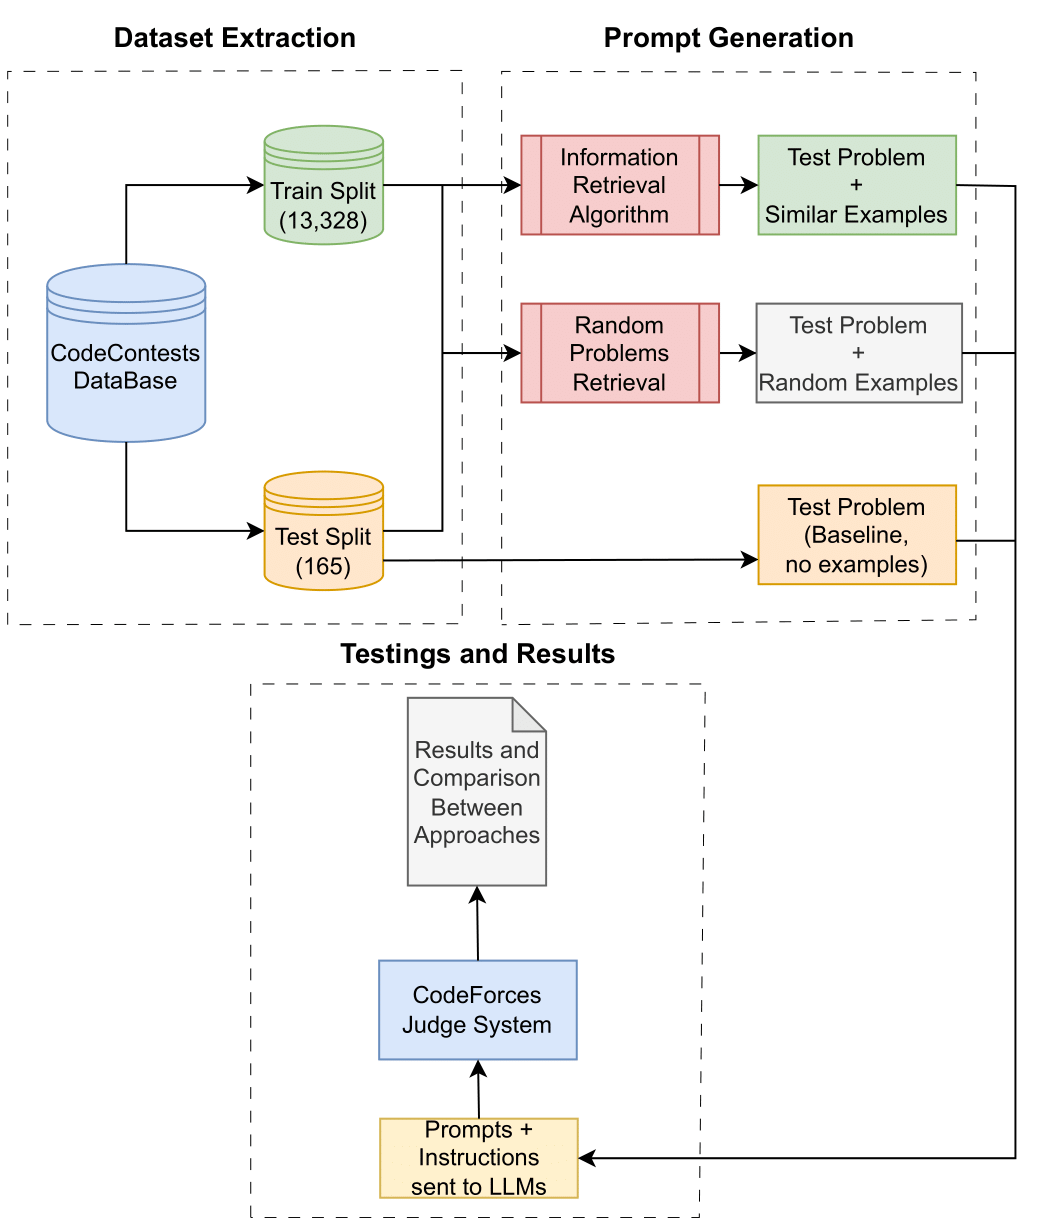 Dataset Extraction
Prompt Generation
Train Split
(13,328)
CodeContests
DataBase
Test Split
(165)
Information
Retrieval
Algorithm
Test Problem
+
Similar Examples
Random
Problems
Retrieval
Test Problem
+
Random Examples
Test Problem
(Baseline,
no examples)
Testings and Results
Results and
Comparison
Between
Approaches
CodeForces
Judge System
Prompts +
Instructions
sent to LLMs